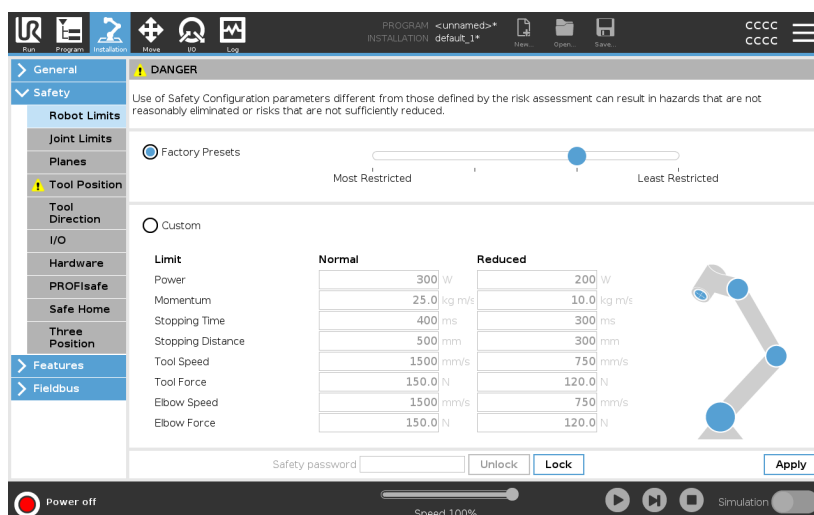 UR
PROGRAM <unnamed>*
INSTALLATION default_1*
CCCC
CCCC
Run Program Installation Move I/O Log New... Open... Save...
General
Safety
Robot Limits
Joint Limits
Planes
Tool Position
Tool
Direction
I/O
Hardware
PROFIsafe
Safe Home
Three
Position
Features
Fieldbus
DANGER
Use of Safety Configuration parameters different from those defined by the risk assessment can result in hazards that are not
reasonably eliminated or risks that are not sufficiently reduced.
Factory Presets
Most Restricted Least Restricted
Custom
Limit Normal Reduced
Power 300 W 200 W
Momentum 25.0 kg m/s 10.0 kg m/s
Stopping Time 400 ms 300 ms
Stopping Distance 500 mm 300 mm
Tool Speed 1500 mm/s 750 mm/s
Tool Force 150.0 N 120.0 N
Elbow Speed 1500 mm/s 750 mm/s
Elbow Force 150.0 N 120.0 N
Safety password Unlock Lock Apply
Power off
Speed 100%
Simulation